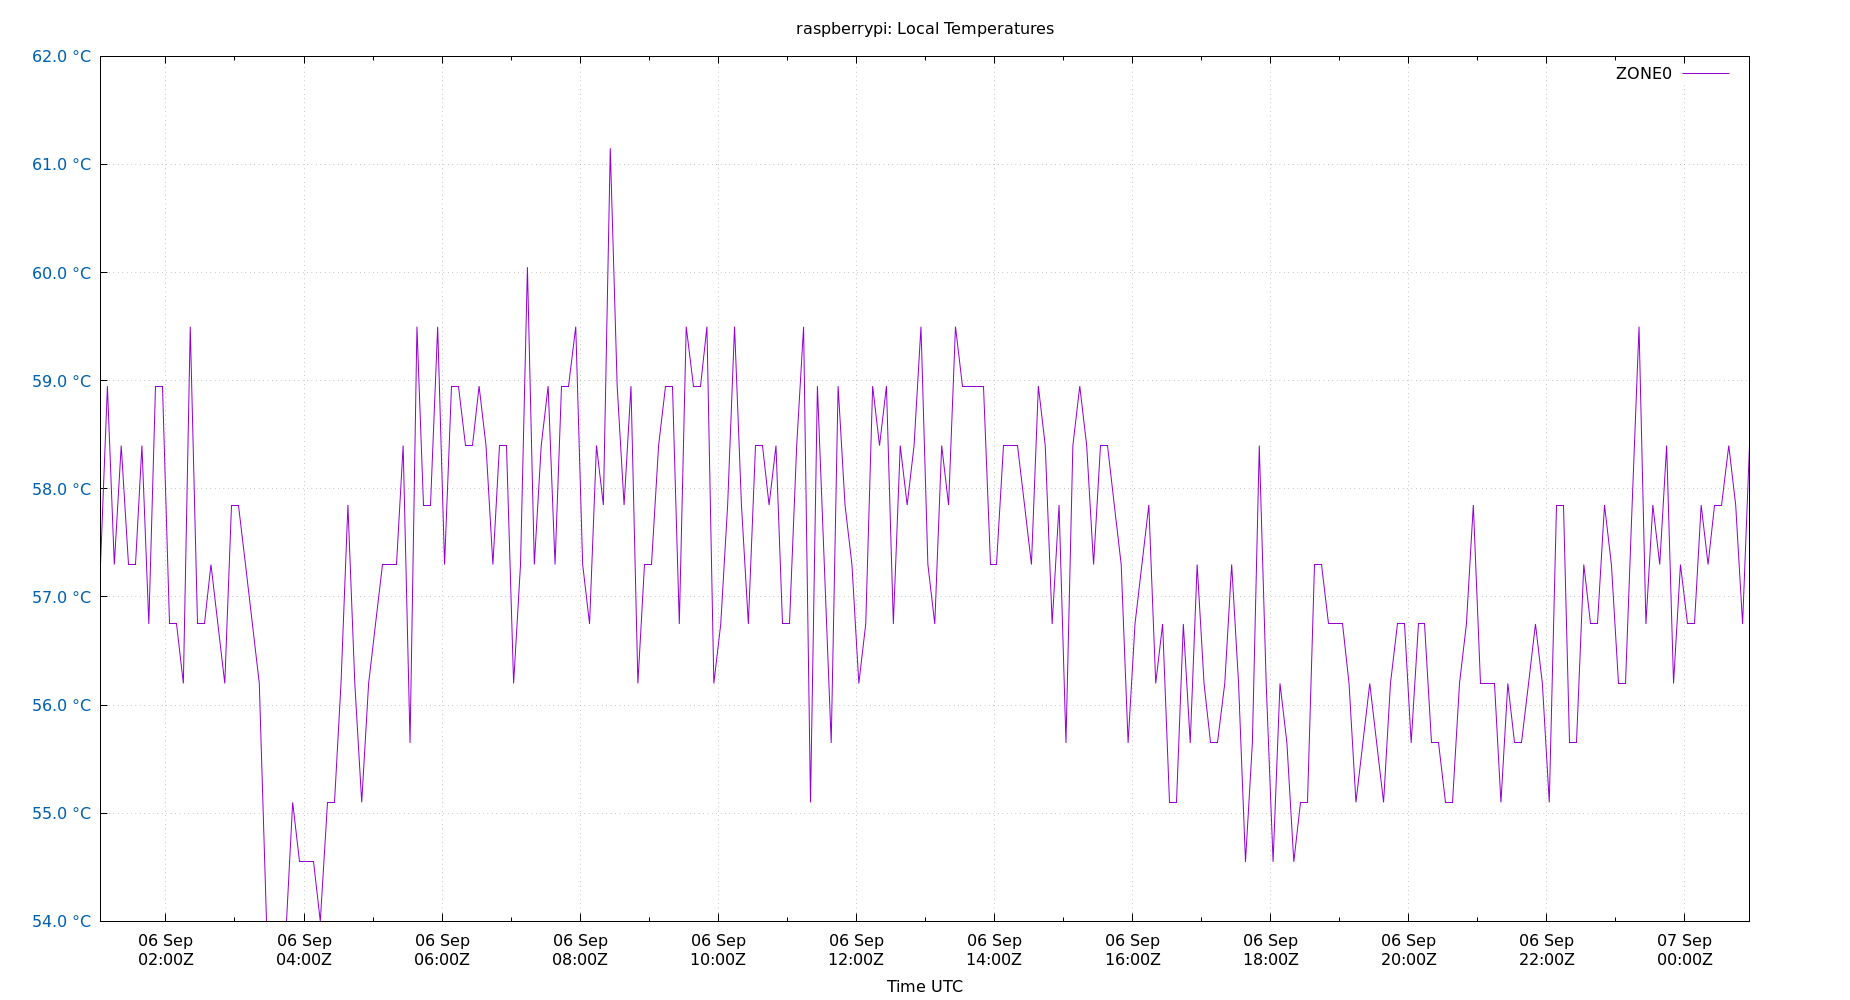 raspberrypi: Local Temperatures
62.0 °C
ZONE0
61.0 °C
60.0 °C
59.0 °C
58.0 °C
57.0 °C
56.0 °C
55.0 °C
54.0 °C
06 Sep 06 Sep 06 Sep 06 Sep 06 Sep 06 Sep 06 Sep 06 Sep 06 Sep 06 Sep 06 Sep 07 Sep
02:00Z 04:00Z 06:00Z 08:00Z 10:00Z 12:00Z 14:00Z 16:00Z 18:00Z 20:00Z 22:00Z 00:00Z
Time UTC